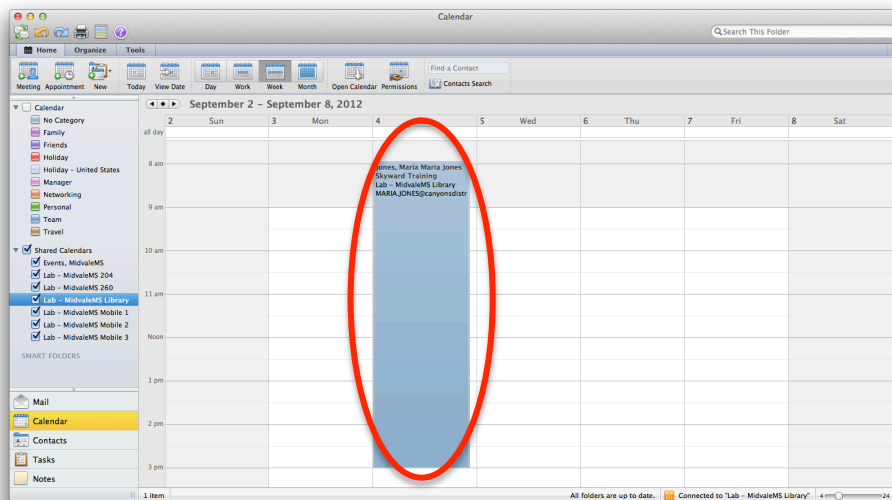 Calendar
Search This Folder
Home Organize Tools
Find a Contact
Contacts Search
Meeting Appointment New Today View Date Day Work Week Month Open Calendar Permissions
Calendar
No Category
Family
Friends
Holiday
Holiday – United States
Manager
Networking
Personal
Team
Travel
Shared Calendars
Events, MidvaleMS
Lab – MidvaleMS 204
Lab – MidvaleMS 260
Lab – MidvaleMS Library
Lab – MidvaleMS Mobile 1
Lab – MidvaleMS Mobile 2
Lab – MidvaleMS Mobile 3
SMART FOLDERS
Mail
Calendar
Contacts
Tasks
Notes
September 2 – September 8, 2012
2 Sun 3 Mon 4 5 Wed 6 Thu 7 Fri 8 Sat
all day
8 am
Jones, Maria Maria Jones
Skyward Training
Lab – MidvaleMS Library
MARIA.JONES@canyonsdistr
9 am
10 am
11 am
Noon
1 pm
2 pm
3 pm
1 item
All folders are up to date. Connected to "Lab – MidvaleMS Library" 4 24